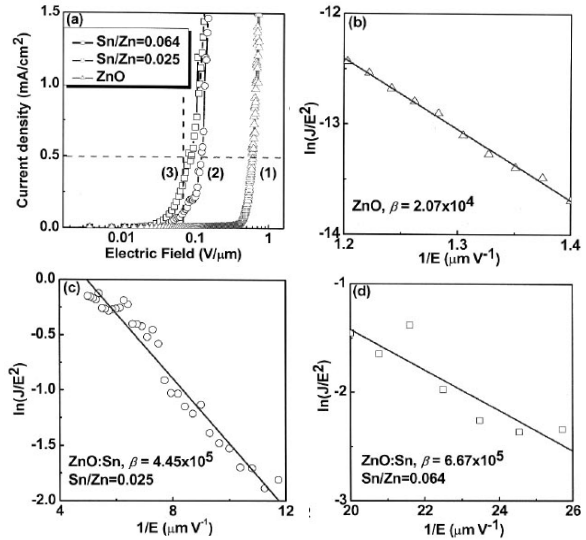 (a)
Sn/Zn=0.064
Sn/Zn=0.025
ZnO
Current density (mA/cm²)
1.5
1.0
0.5
0.0
(3)
(2)
(1)
0.01
0.1
1
Electric Field (V/μm)
(b)
ln(J/E²)
-12
-13
-14
ZnO, β = 2.07x10⁴
1.2
1.3
1.4
1/E (μm V⁻¹)
(c)
ln(J/E²)
0.0
-0.5
-1.0
-1.5
-2.0
ZnO:Sn, β = 4.45x10⁵
Sn/Zn=0.025
4
6
8
10
12
1/E (μm V⁻¹)
(d)
ln(J/E²)
-1
-2
-3
ZnO:Sn, β = 6.67x10⁵
Sn/Zn=0.064
20
22
24
26
1/E (μm V⁻¹)